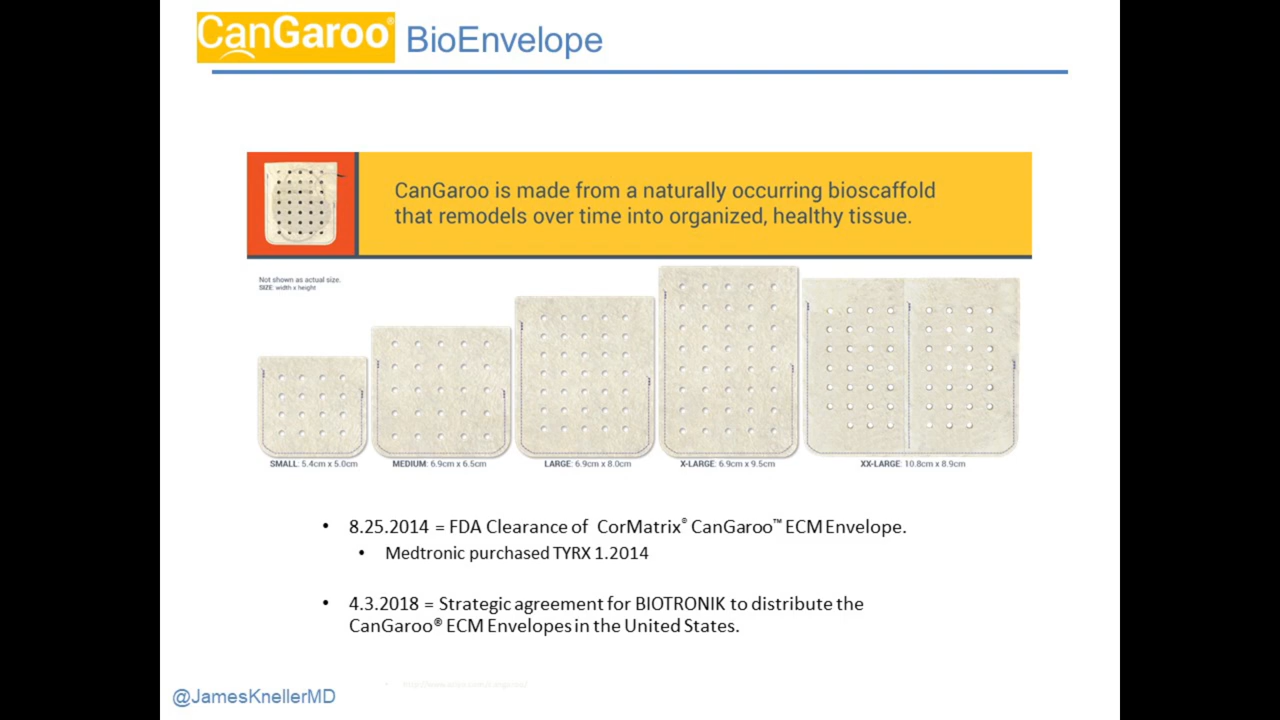 CanGaroo® BioEnvelope
CanGaroo is made from a naturally occurring bioscaffold
that remodels over time into organized, healthy tissue.
Not shown as actual size.
SIZE: width x height
SMALL: 5.4cm x 5.0cm
MEDIUM: 6.9cm x 6.5cm
LARGE: 6.9cm x 8.0cm
X-LARGE: 6.9cm x 9.5cm
XX-LARGE: 10.8cm x 8.9cm
• 8.25.2014 = FDA Clearance of CorMatrix® CanGaroo™ ECM Envelope.
• Medtronic purchased TYRX 1.2014
• 4.3.2018 = Strategic agreement for BIOTRONIK to distribute the
CanGaroo® ECM Envelopes in the United States.
@JamesKnellerMD